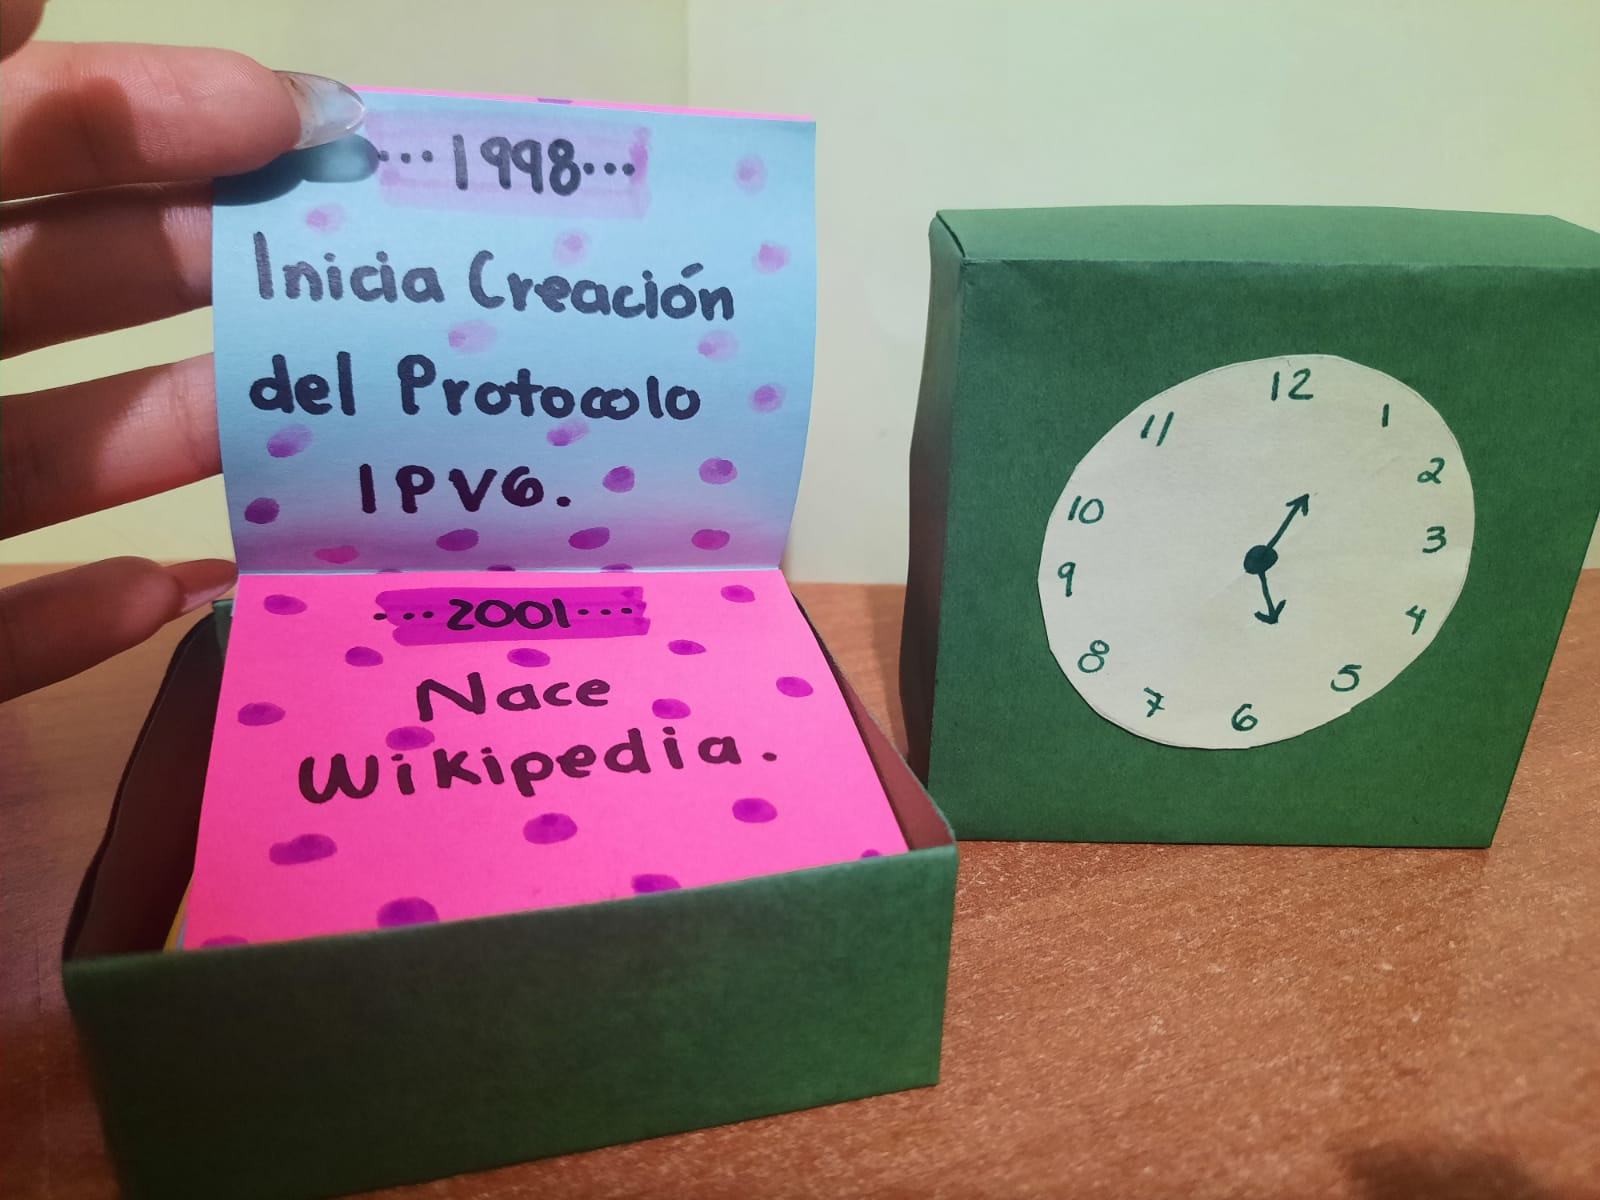 ...1998...
Inicia Creación
del Protocolo
IPV6.
...2001...
Nace
Wikipedia.
12
1
2
3
4
5
6
7
8
9
10
11